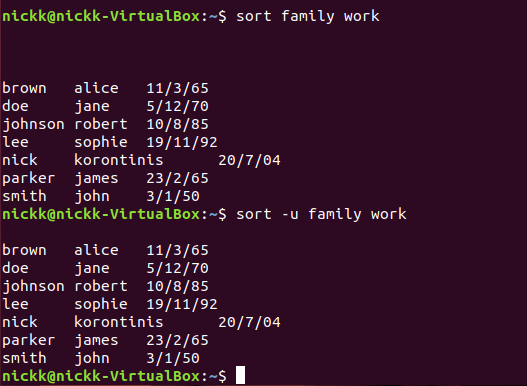 nickk@nickk-VirtualBox:~$ sort family work
brown alice 11/3/65
doe jane 5/12/70
johnson robert 10/8/85
lee sophie 19/11/92
nick korontinis 20/7/04
parker james 23/2/65
smith john 3/1/50
nickk@nickk-VirtualBox:~$ sort -u family work
brown alice 11/3/65
doe jane 5/12/70
johnson robert 10/8/85
lee sophie 19/11/92
nick korontinis 20/7/04
parker james 23/2/65
smith john 3/1/50
nickk@nickk-VirtualBox:~$